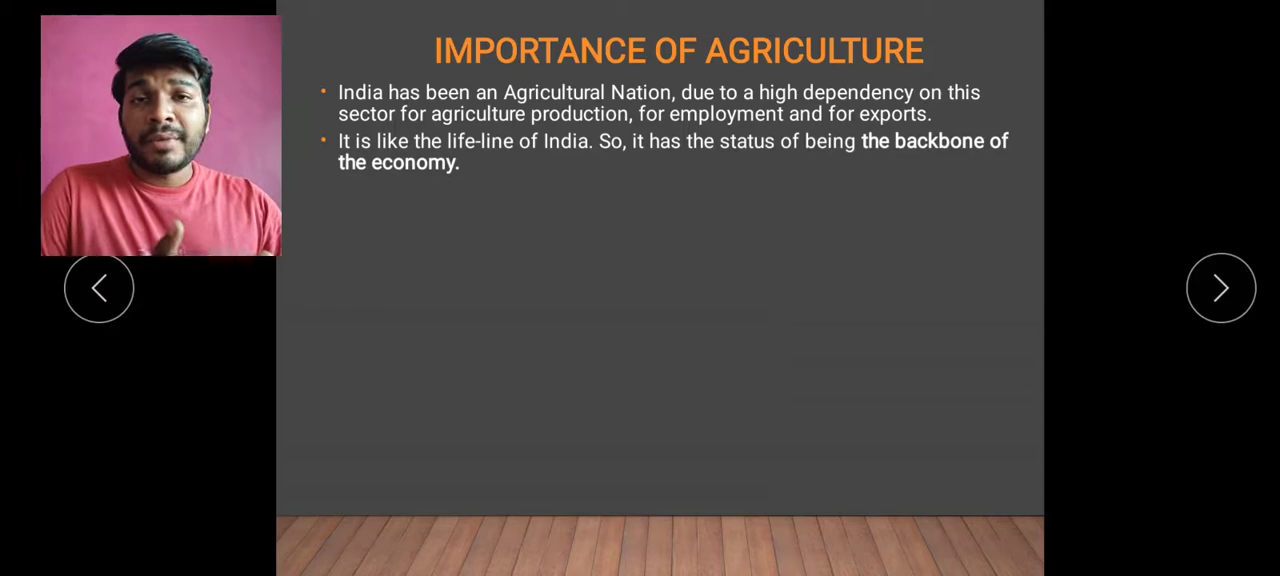 IMPORTANCE OF AGRICULTURE
• India has been an Agricultural Nation, due to a high dependency on this
sector for agriculture production, for employment and for exports.
• It is like the life-line of India. So, it has the status of being the backbone of
the economy.